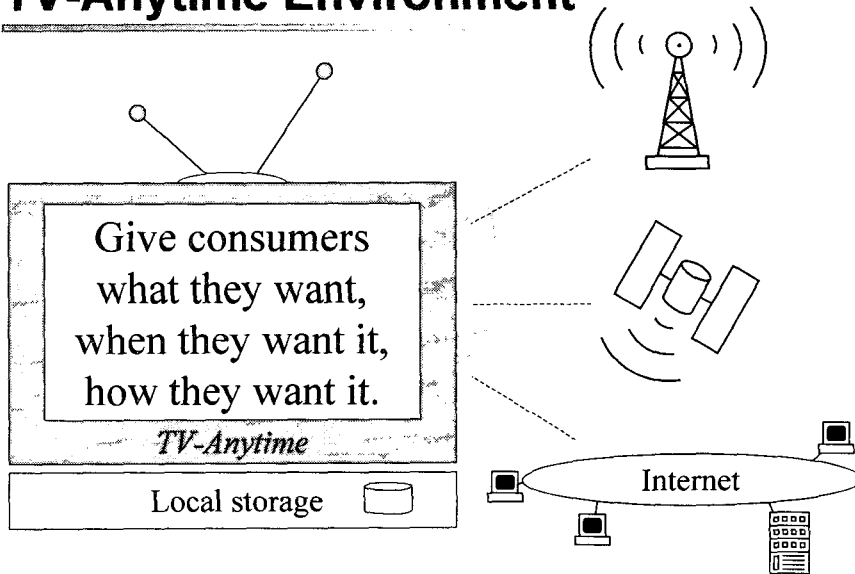 TV-Anytime Environment
Give consumers
what they want,
when they want it,
how they want it.
TV-Anytime
Local storage
Internet